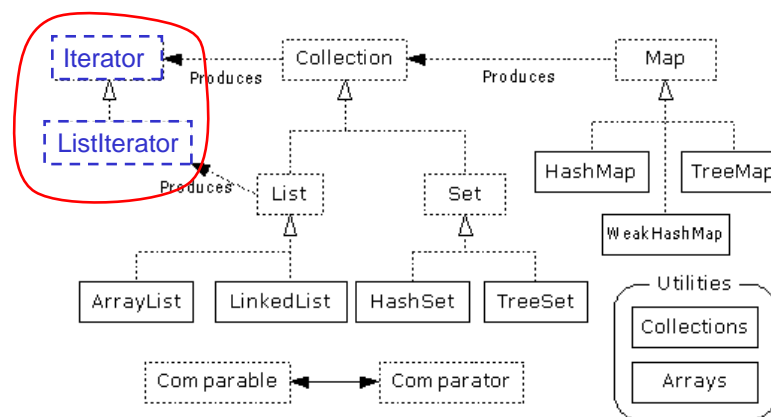 Iterator
Collection
Map
Produces
Produces
ListIterator
Produces
List
Set
HashMap
TreeMap
WeakHashMap
ArrayList
LinkedList
HashSet
TreeSet
Utilities
Collections
Arrays
Comparable
Comparator